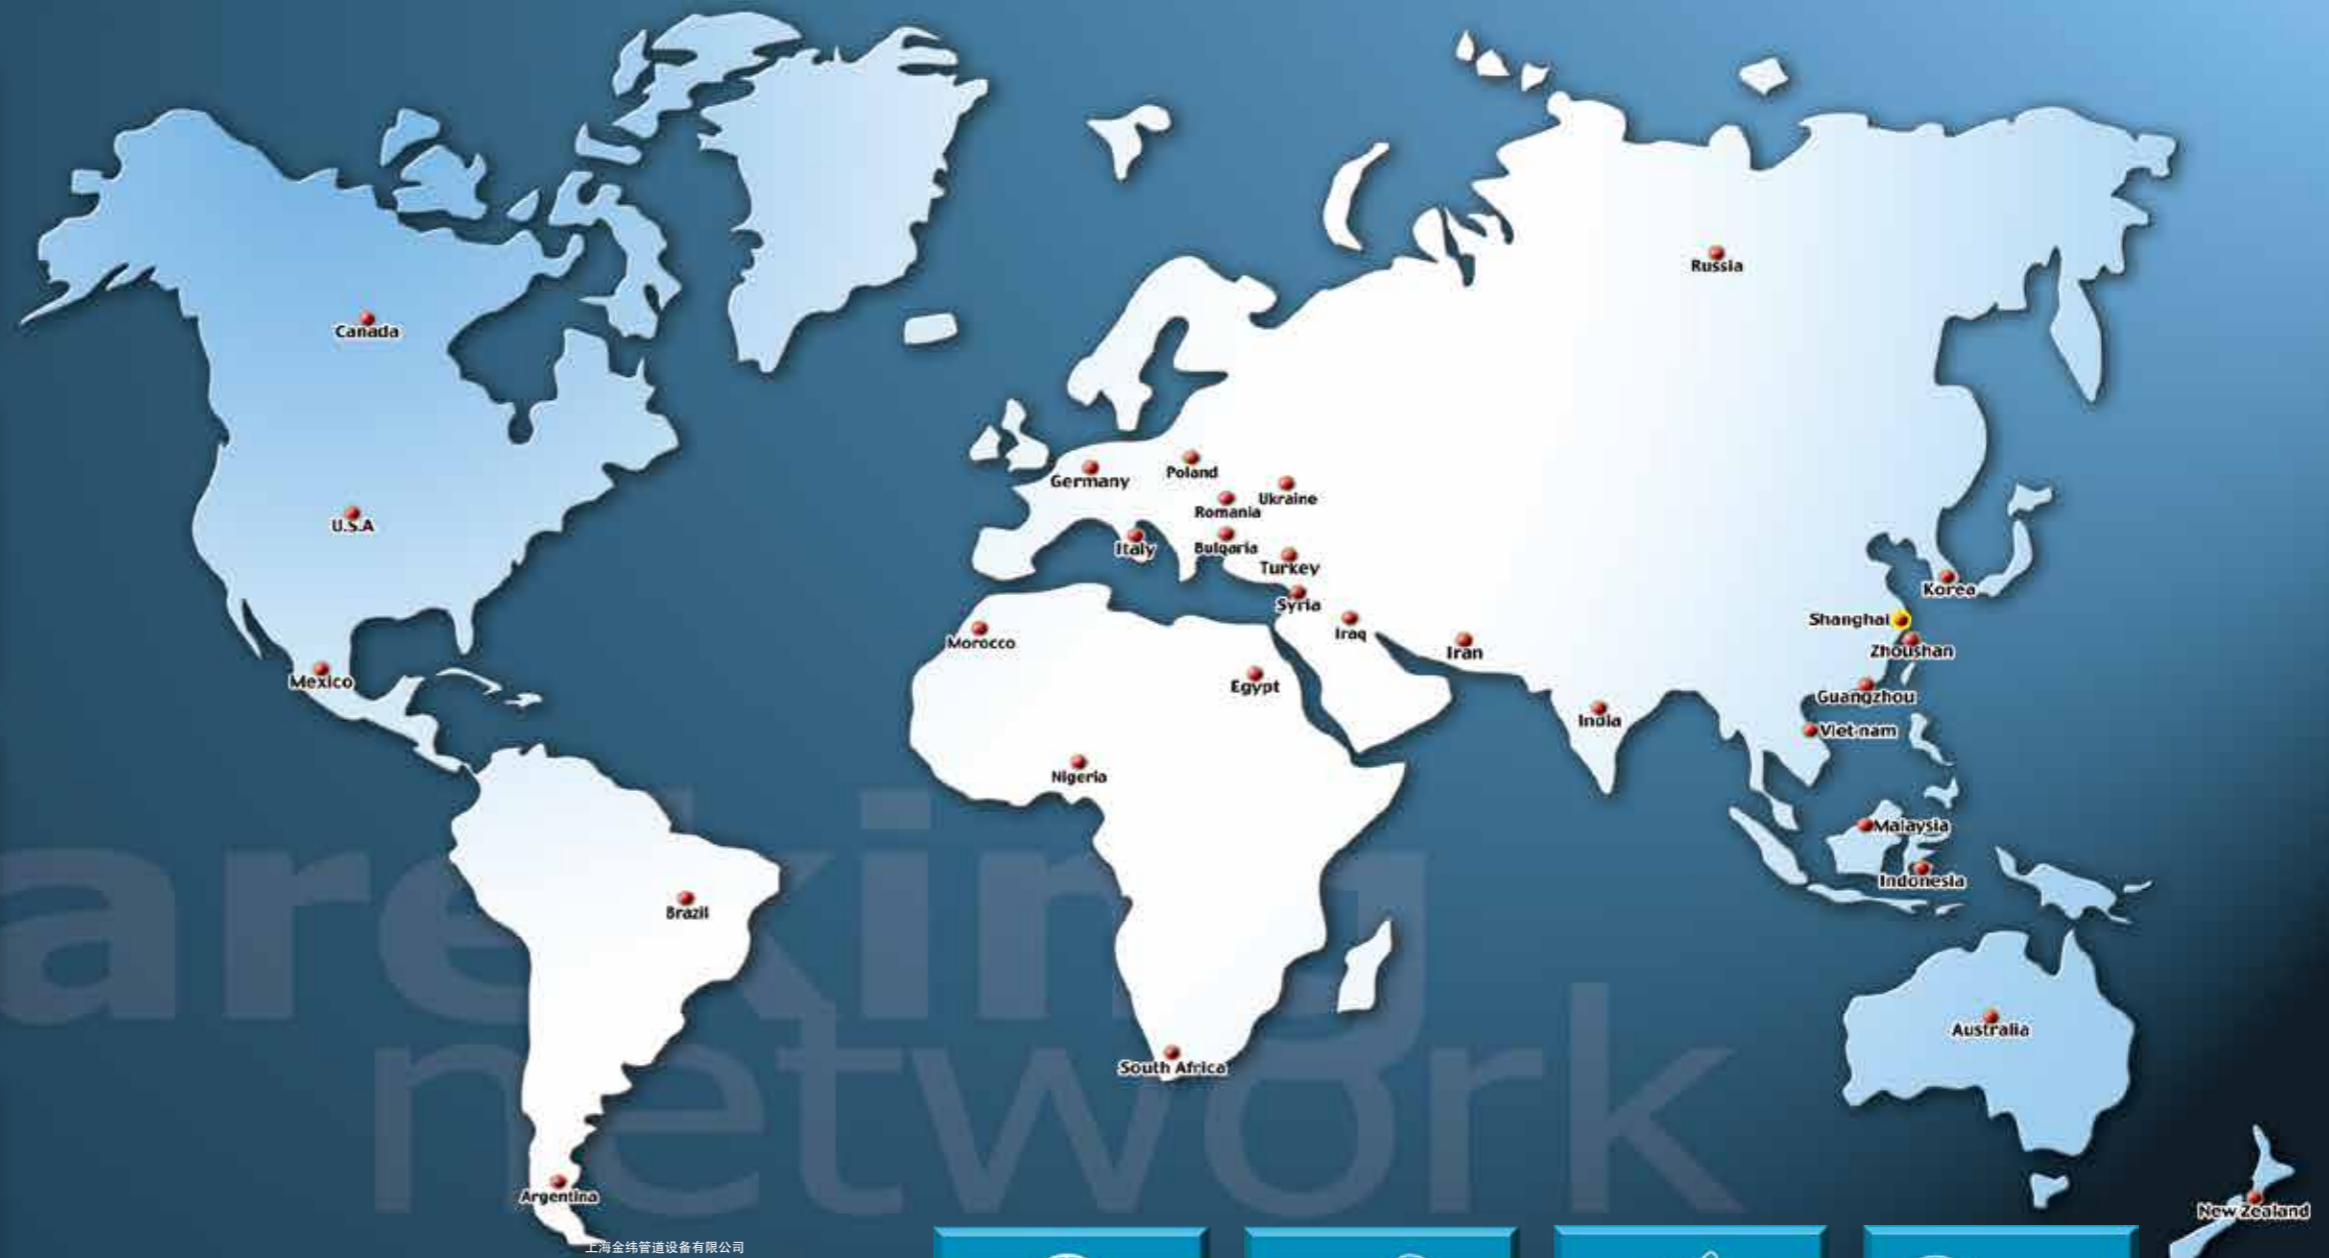 Russia
Canada
Poland
Germany
Ukraine
Romania
U.S.A
Italy
Bulgaria
Turkey
Korea
Syria
Shanghai
Iraq
Morocco
Iran
Zhoushan
Mexico
Egypt
Guangzhou
India
Viet-nam
Nigeria
Malaysia
Indonesia
Brazil
are
king
Australia
South Africa
network
Argentina
New Zealand
上海金纬管道设备有限公司